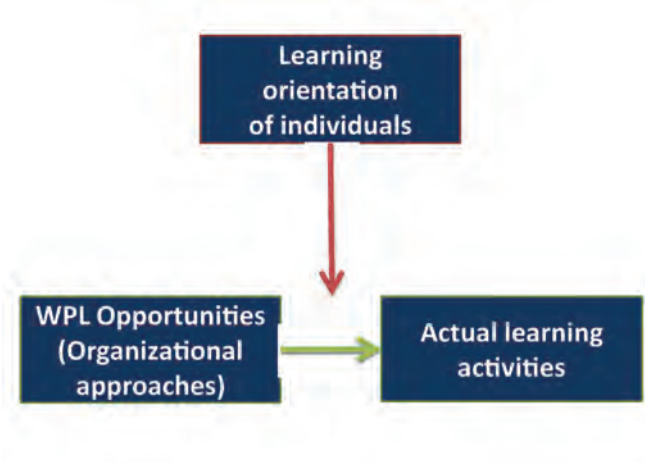 Learning
orientation
of individuals
WPL Opportunities
(Organizational
approaches)
Actual learning
activities